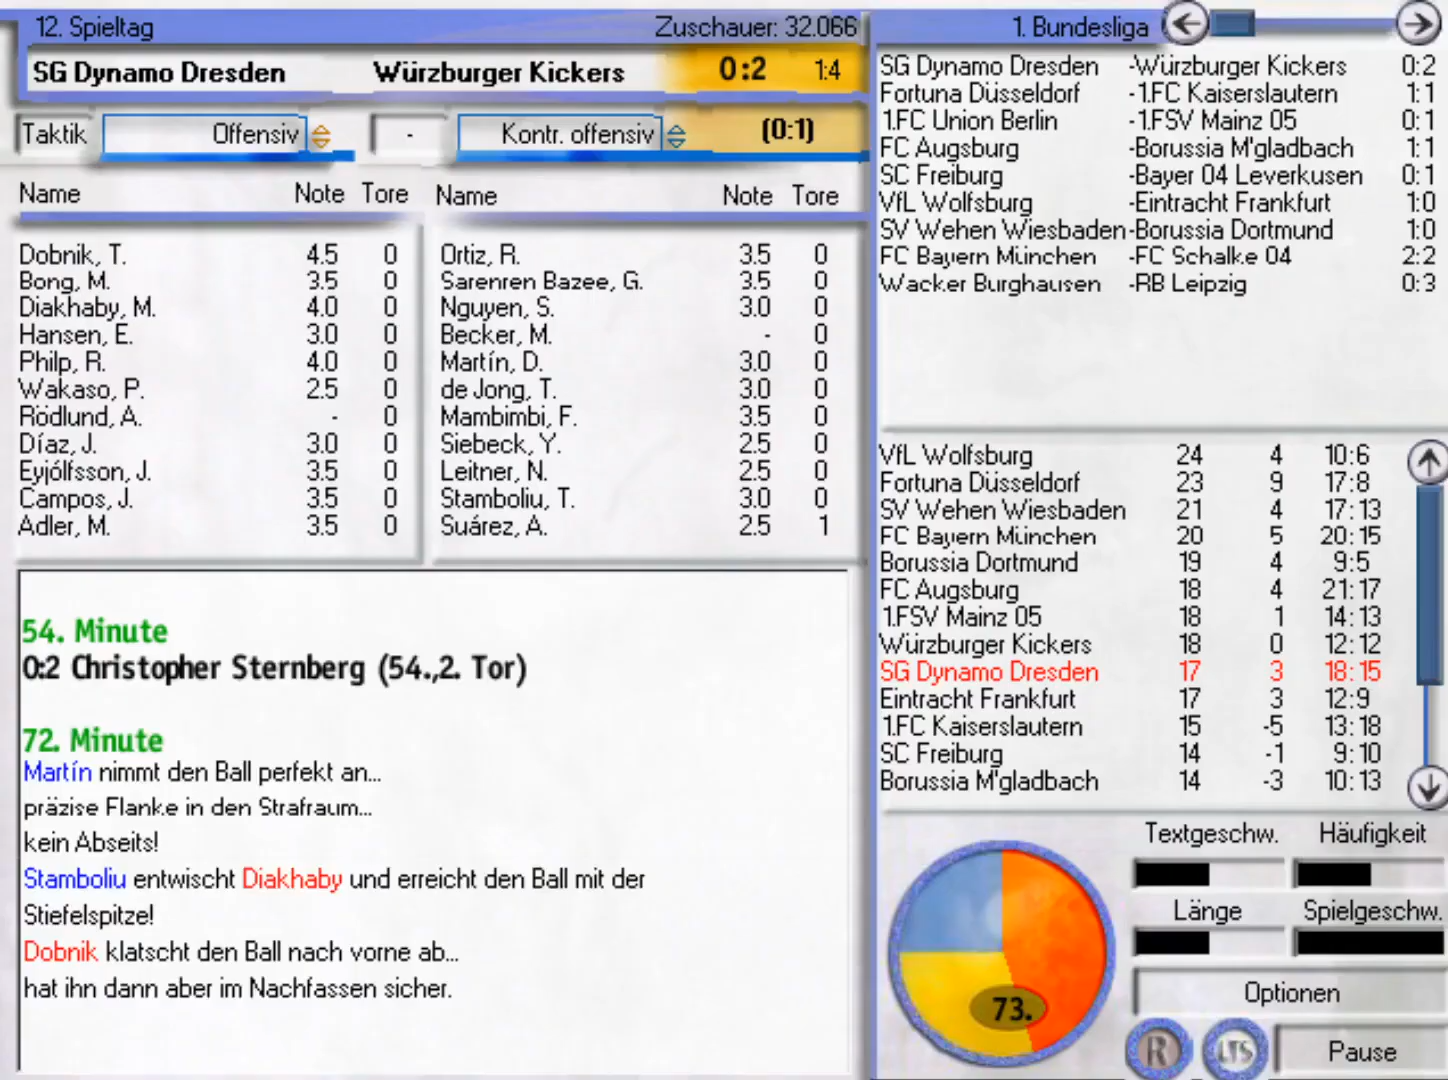 12. Spieltag Zuschauer: 32.066
SG Dynamo Dresden Würzburger Kickers 0:2 1:4
Taktik Offensiv - Kontr. offensiv (0:1)
Name Note Tore Name Note Tore
Dobnik, T. 4.5 0 Ortiz, R. 3.5 0
Bong, M. 3.5 0 Sarenren Bazee, G. 3.5 0
Diakhaby, M. 4.0 0 Nguyen, S. 3.0 0
Hansen, E. 3.0 0 Becker, M. - 0
Philp, R. 4.0 0 Martín, D. 3.0 0
Wakaso, P. 2.5 0 de Jong, T. 3.0 0
Rödlund, A. - 0 Mambimbi, F. 3.5 0
Díaz, J. 3.0 0 Siebeck, Y. 2.5 0
Eyjólfsson, J. 3.5 0 Leitner, N. 2.5 0
Campos, J. 3.5 0 Stamboliu, T. 3.0 0
Adler, M. 3.5 0 Suárez, A. 2.5 1
54. Minute
0:2 Christopher Sternberg (54.,2. Tor)
72. Minute
Martín nimmt den Ball perfekt an...
präzise Flanke in den Strafraum...
kein Abseits!
Stamboliu entwischt Diakhaby und erreicht den Ball mit der
Stiefelspitze!
Dobnik klatscht den Ball nach vorne ab...
hat ihn dann aber im Nachfassen sicher.
1. Bundesliga
SG Dynamo Dresden -Würzburger Kickers 0:2
Fortuna Düsseldorf -1.FC Kaiserslautern 1:1
1.FC Union Berlin -1.FSV Mainz 05 0:1
FC Augsburg -Borussia M'gladbach 1:1
SC Freiburg -Bayer 04 Leverkusen 0:1
VfL Wolfsburg -Eintracht Frankfurt 1:0
SV Wehen Wiesbaden -Borussia Dortmund 1:0
FC Bayern München -FC Schalke 04 2:2
Wacker Burghausen -RB Leipzig 0:3
VfL Wolfsburg 24 4 10:6
Fortuna Düsseldorf 23 9 17:8
SV Wehen Wiesbaden 21 4 17:13
FC Bayern München 20 5 20:15
Borussia Dortmund 19 4 9:5
FC Augsburg 18 4 21:17
1.FSV Mainz 05 18 1 14:13
Würzburger Kickers 18 0 12:12
SG Dynamo Dresden 17 3 18:15
Eintracht Frankfurt 17 3 12:9
1.FC Kaiserslautern 15 -5 13:18
SC Freiburg 14 -1 9:10
Borussia M'gladbach 14 -3 10:13
73.
Textgeschw. Häufigkeit
Länge Spielgeschw.
Optionen
R LTS Pause